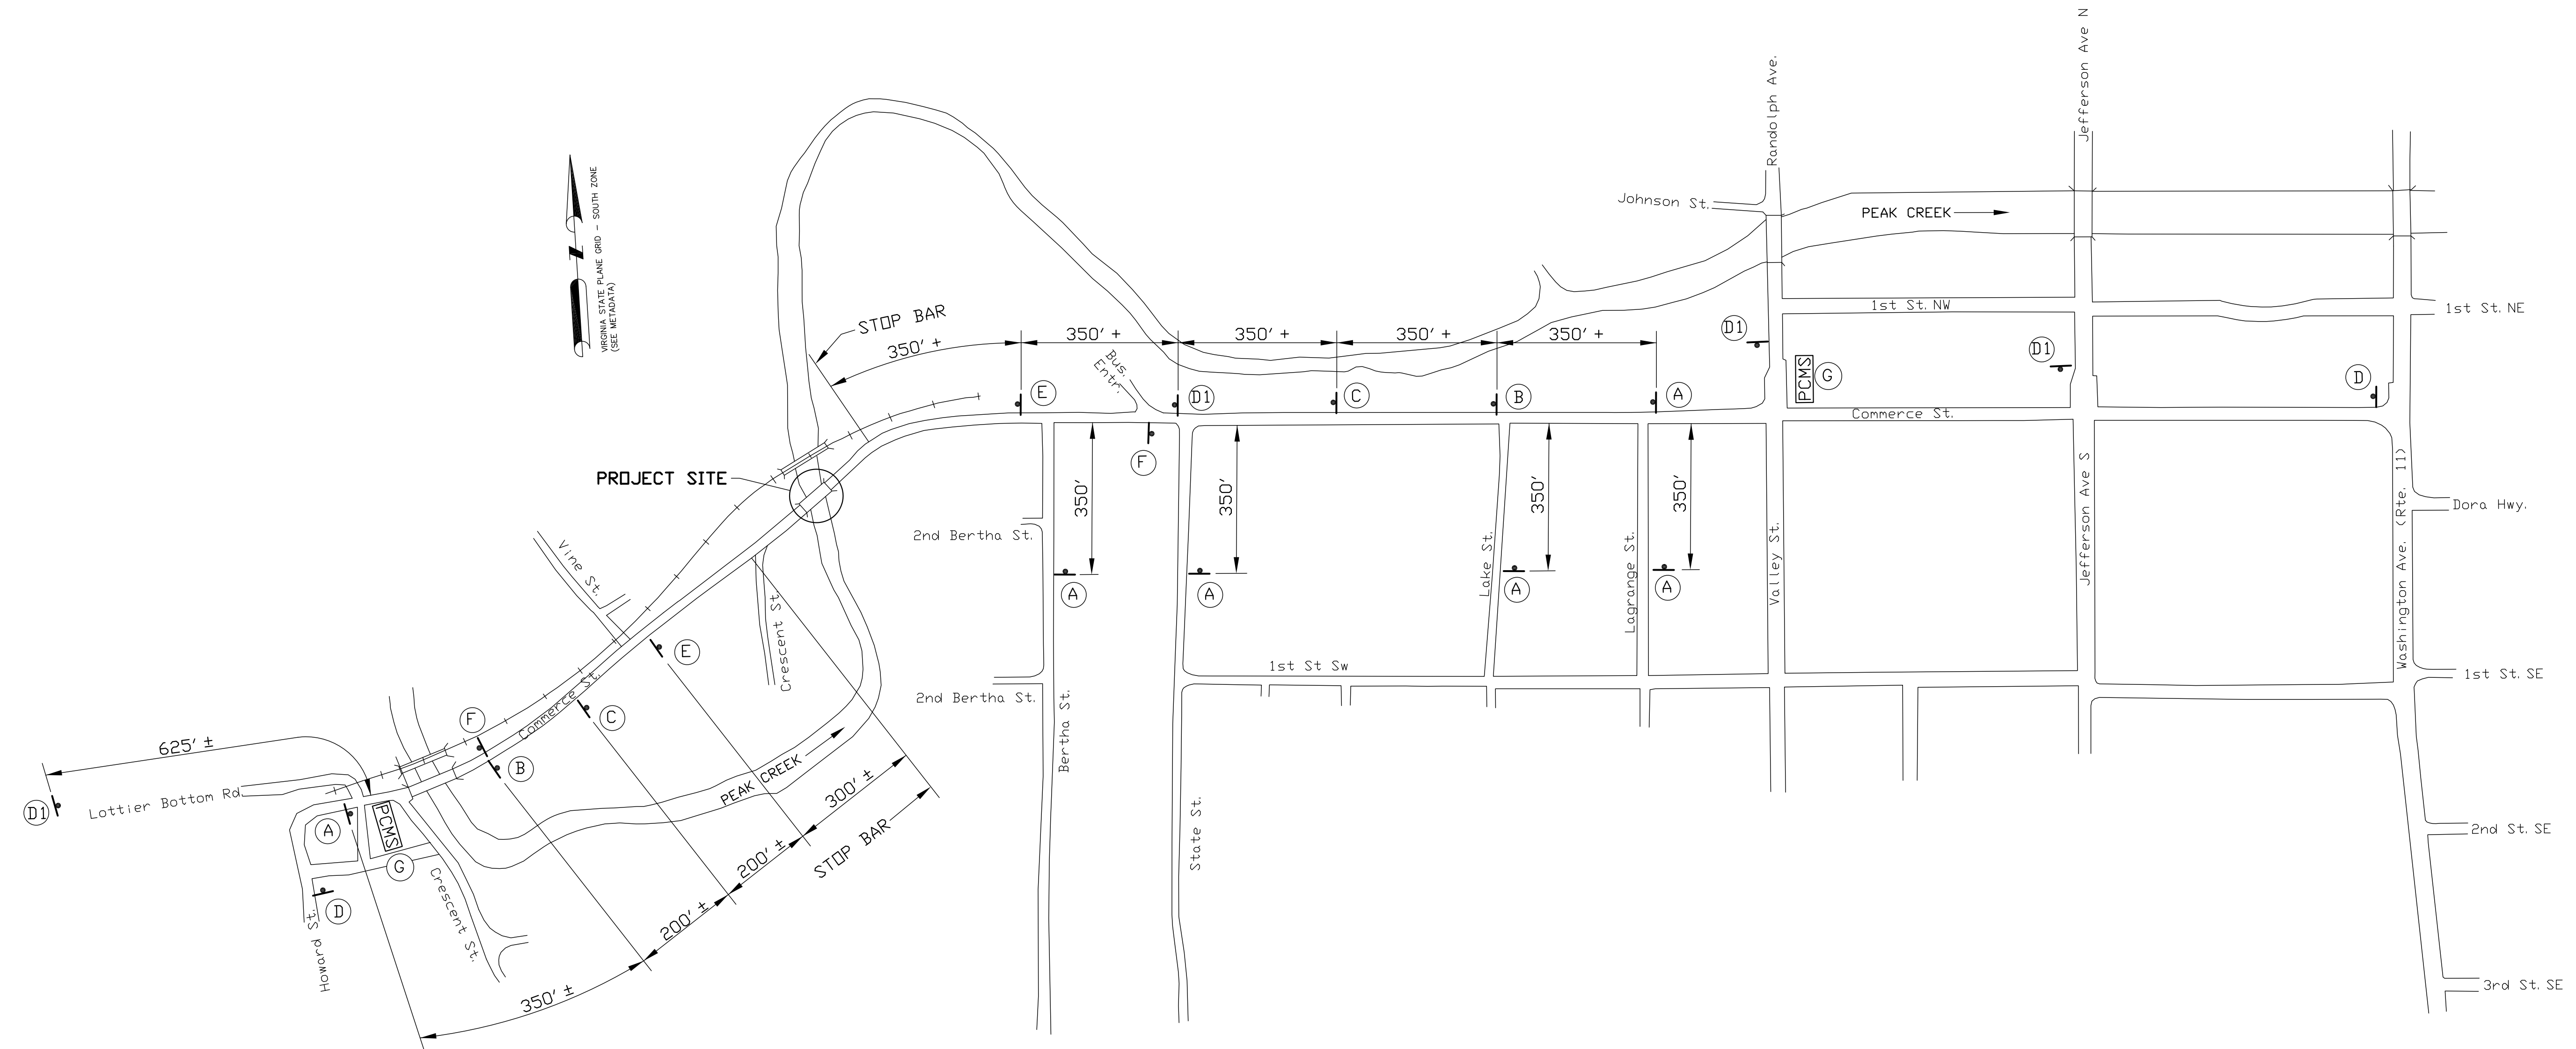 Jefferson Ave N
Randolph Ave.
Johnson St.
PEAK CREEK
VIRGINIA STATE PLANE GRID - SOUTH ZONE
(SEE METADATA)
1st St. NW
1st St. NE
STOP BAR
350' +
350' +
350' +
350' +
350' +
D1
D1
Bus.
Entr.
PCMS
G
D
E
D1
C
B
A
Commerce St.
F
PROJECT SITE
350'
350'
350'
350'
Jefferson Ave S
Washington Ave. (Rte. 11)
Dora Hwy.
2nd Bertha St.
Vine St.
Lake St.
Lagrange St.
Valley St.
A
A
A
A
Crescent St
E
1st St Sw
1st St. SE
2nd Bertha St.
Bertha St.
C
F
Commerce St.
B
625' ±
Lottier Bottom Rd.
D1
A
PCMS
G
PEAK CREEK
300' ±
STOP BAR
State St.
2nd St. SE
200' ±
D
Crescent St.
200' ±
Howard St.
350' ±
3rd St. SE